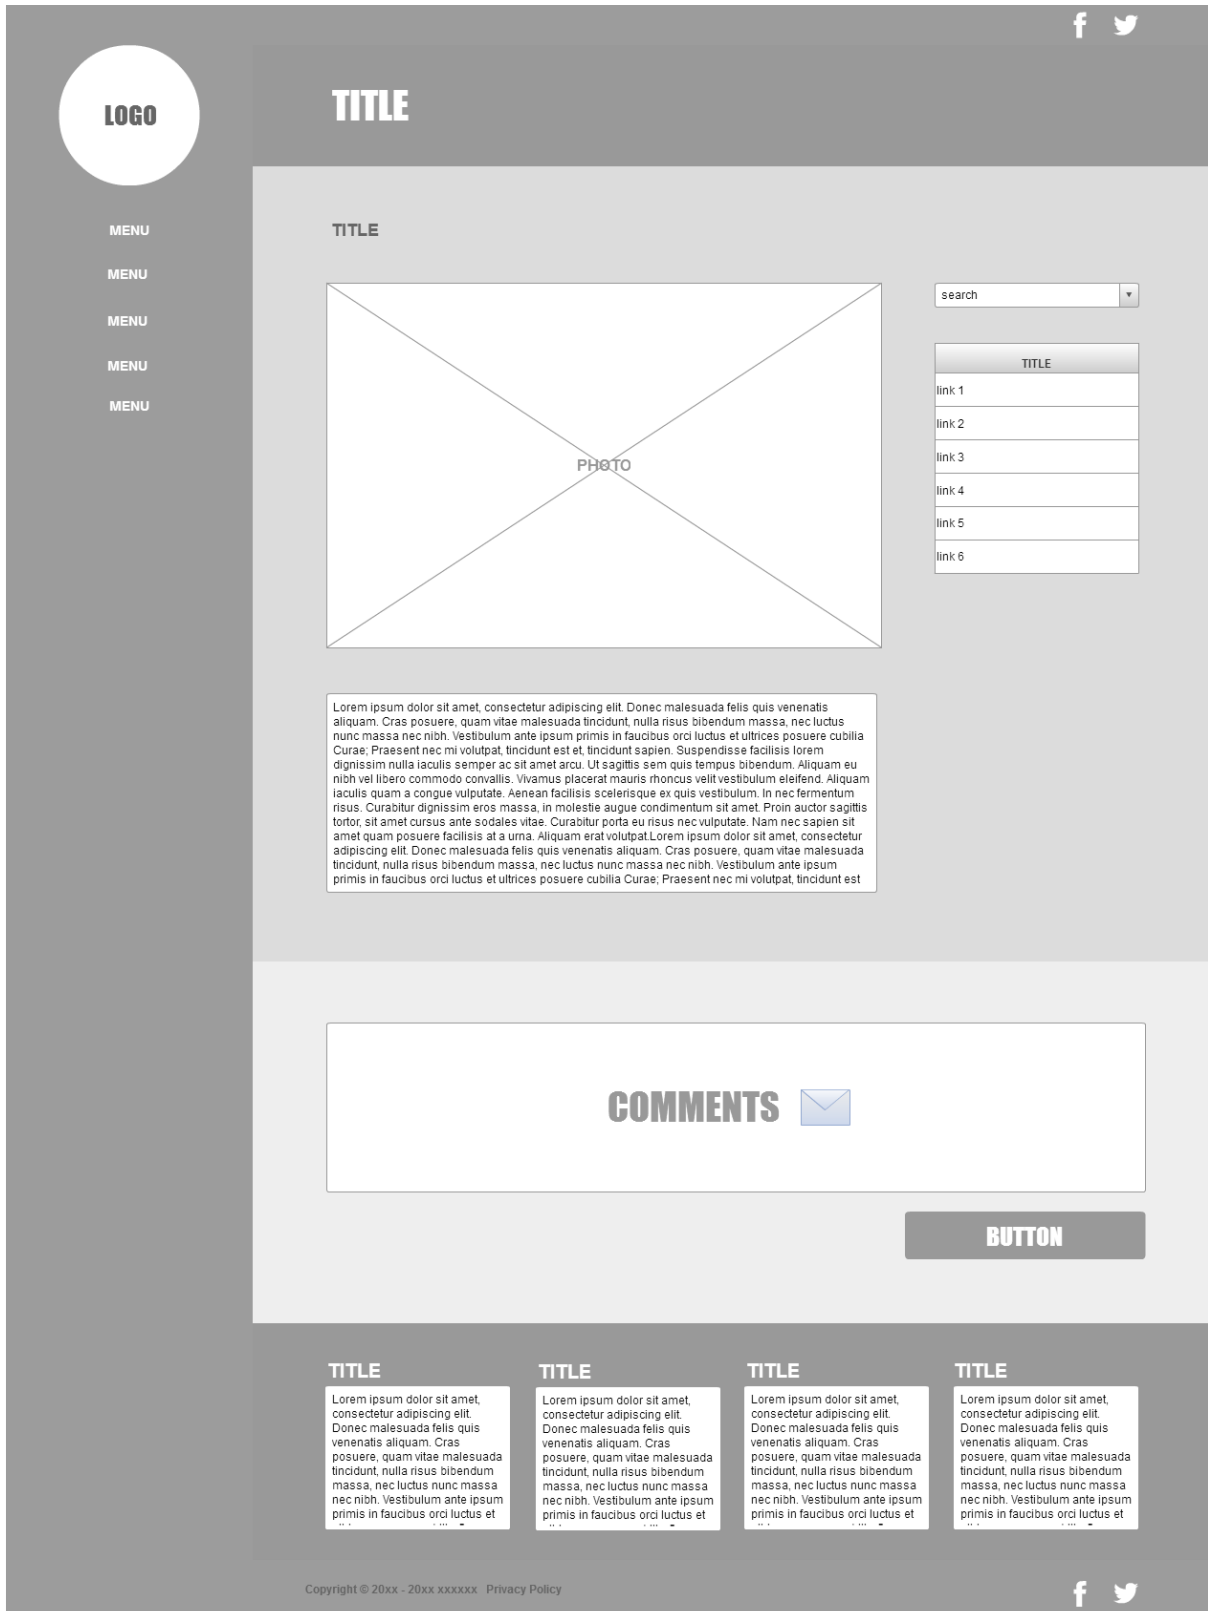 LOGO
MENU
MENU
MENU
MENU
MENU
TITLE
TITLE
PHOTO
search
TITLE
link 1
link 2
link 3
link 4
link 5
link 6
Lorem ipsum dolor sit amet, consectetur adipiscing elit. Donec malesuada felis quis venenatis
aliquam. Cras posuere, quam vitae malesuada tincidunt, nulla risus bibendum massa, nec luctus
nunc massa nec nibh. Vestibulum ante ipsum primis in faucibus orci luctus et ultrices posuere cubilia
Curae; Praesent nec mi volutpat, tincidunt est et, tincidunt sapien. Suspendisse facilisis lorem
dignissim nulla iaculis semper ac sit amet arcu. Ut sagittis sem quis tempus bibendum. Aliquam eu
nibh vel libero commodo convallis. Vivamus placerat mauris rhoncus velit vestibulum eleifend. Aliquam
iaculis quam a congue vulputate. Aenean facilisis scelerisque ex quis vestibulum. In nec fermentum
risus. Curabitur dignissim eros massa, in molestie augue condimentum sit amet. Proin auctor sagittis
tortor, sit amet cursus ante sodales vitae. Curabitur porta eu risus nec vulputate. Nam nec sapien sit
amet quam posuere facilisis at a urna. Aliquam erat volutpat.Lorem ipsum dolor sit amet, consectetur
adipiscing elit. Donec malesuada felis quis venenatis aliquam. Cras posuere, quam vitae malesuada
tincidunt, nulla risus bibendum massa, nec luctus nunc massa nec nibh. Vestibulum ante ipsum
primis in faucibus orci luctus et ultrices posuere cubilia Curae; Praesent nec mi volutpat, tincidunt est
COMMENTS
BUTTON
TITLE
Lorem ipsum dolor sit amet,
consectetur adipiscing elit.
Donec malesuada felis quis
venenatis aliquam. Cras
posuere, quam vitae malesuada
tincidunt, nulla risus bibendum
massa, nec luctus nunc massa
nec nibh. Vestibulum ante ipsum
primis in faucibus orci luctus et
TITLE
Lorem ipsum dolor sit amet,
consectetur adipiscing elit.
Donec malesuada felis quis
venenatis aliquam. Cras
posuere, quam vitae malesuada
tincidunt, nulla risus bibendum
massa, nec luctus nunc massa
nec nibh. Vestibulum ante ipsum
primis in faucibus orci luctus et
TITLE
Lorem ipsum dolor sit amet,
consectetur adipiscing elit.
Donec malesuada felis quis
venenatis aliquam. Cras
posuere, quam vitae malesuada
tincidunt, nulla risus bibendum
massa, nec luctus nunc massa
nec nibh. Vestibulum ante ipsum
primis in faucibus orci luctus et
TITLE
Lorem ipsum dolor sit amet,
consectetur adipiscing elit.
Donec malesuada felis quis
venenatis aliquam. Cras
posuere, quam vitae malesuada
tincidunt, nulla risus bibendum
massa, nec luctus nunc massa
nec nibh. Vestibulum ante ipsum
primis in faucibus orci luctus et
Copyright © 20xx - 20xx xxxxxx Privacy Policy